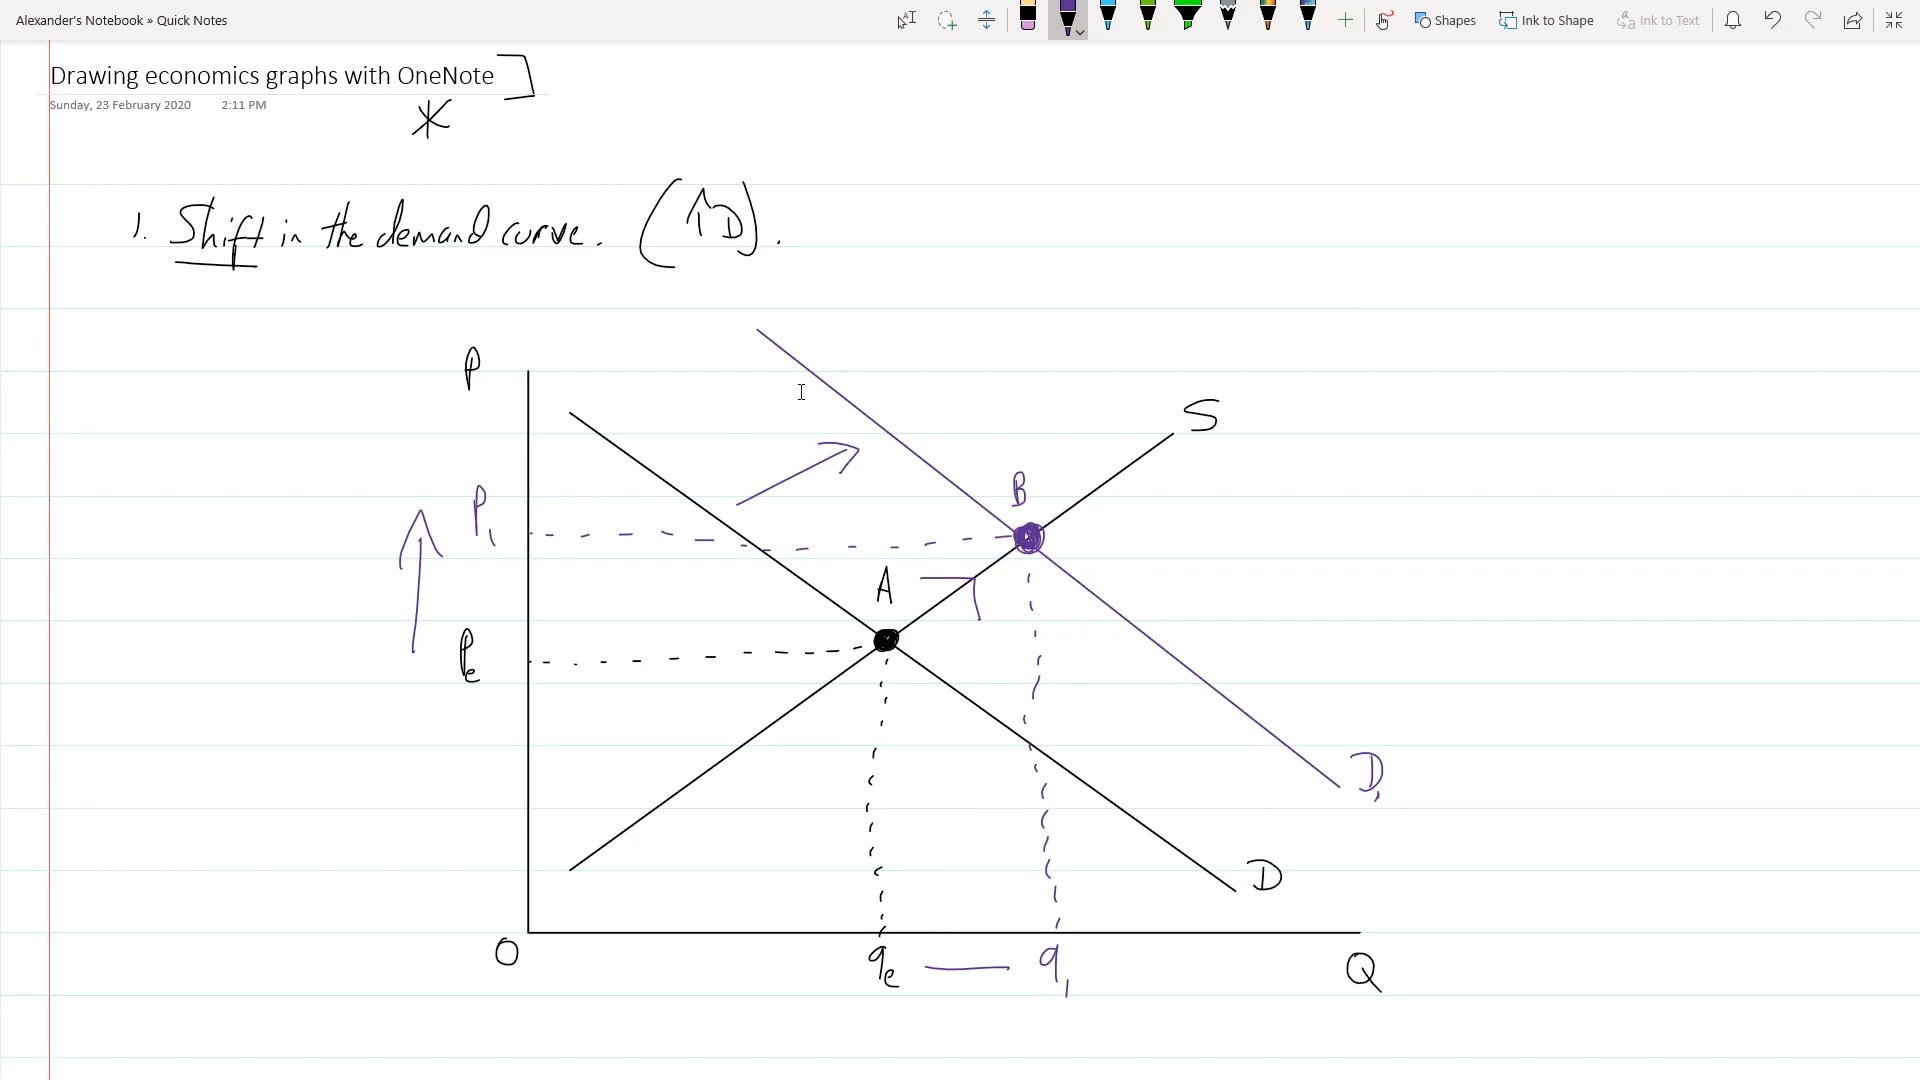 Alexander's Notebook » Quick Notes
Shapes
Ink to Shape
Ink to Text
Drawing economics graphs with OneNote
Sunday, 23 February 2020 2:11 PM
1. Shift in the demand curve. (↑D).
P
S
P₁
B
A
Pe
D₁
D
O
qe
q₁
Q